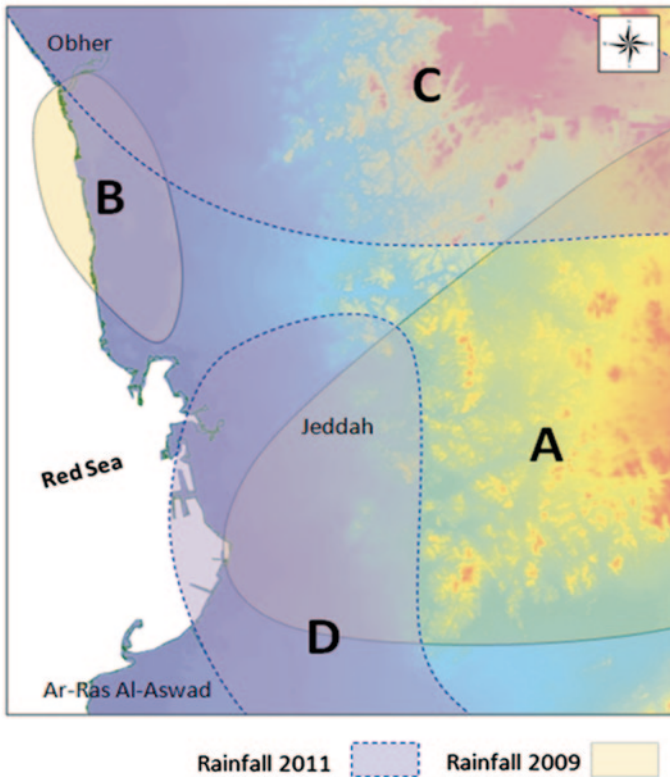 Obher
C
B
Jeddah
A
Red Sea
D
Ar-Ras Al-Aswad
Rainfall 2011 Rainfall 2009